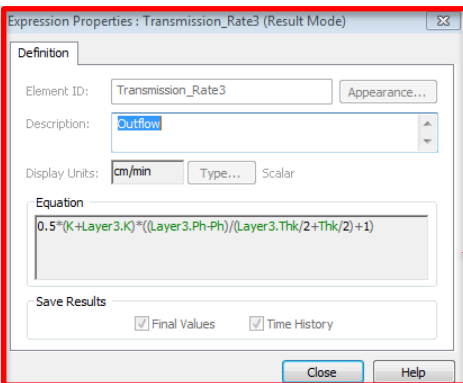 Expression Properties : Transmission_Rate3 (Result Mode)
Definition
Element ID: Transmission_Rate3 Appearance...
Description: Outflow
Display Units: cm/min Type... Scalar
Equation
0.5*(K+Layer3.K)*((Layer3.Ph-Ph)/(Layer3.Thk/2+Thk/2)+1)
Save Results
Final Values Time History
Close Help